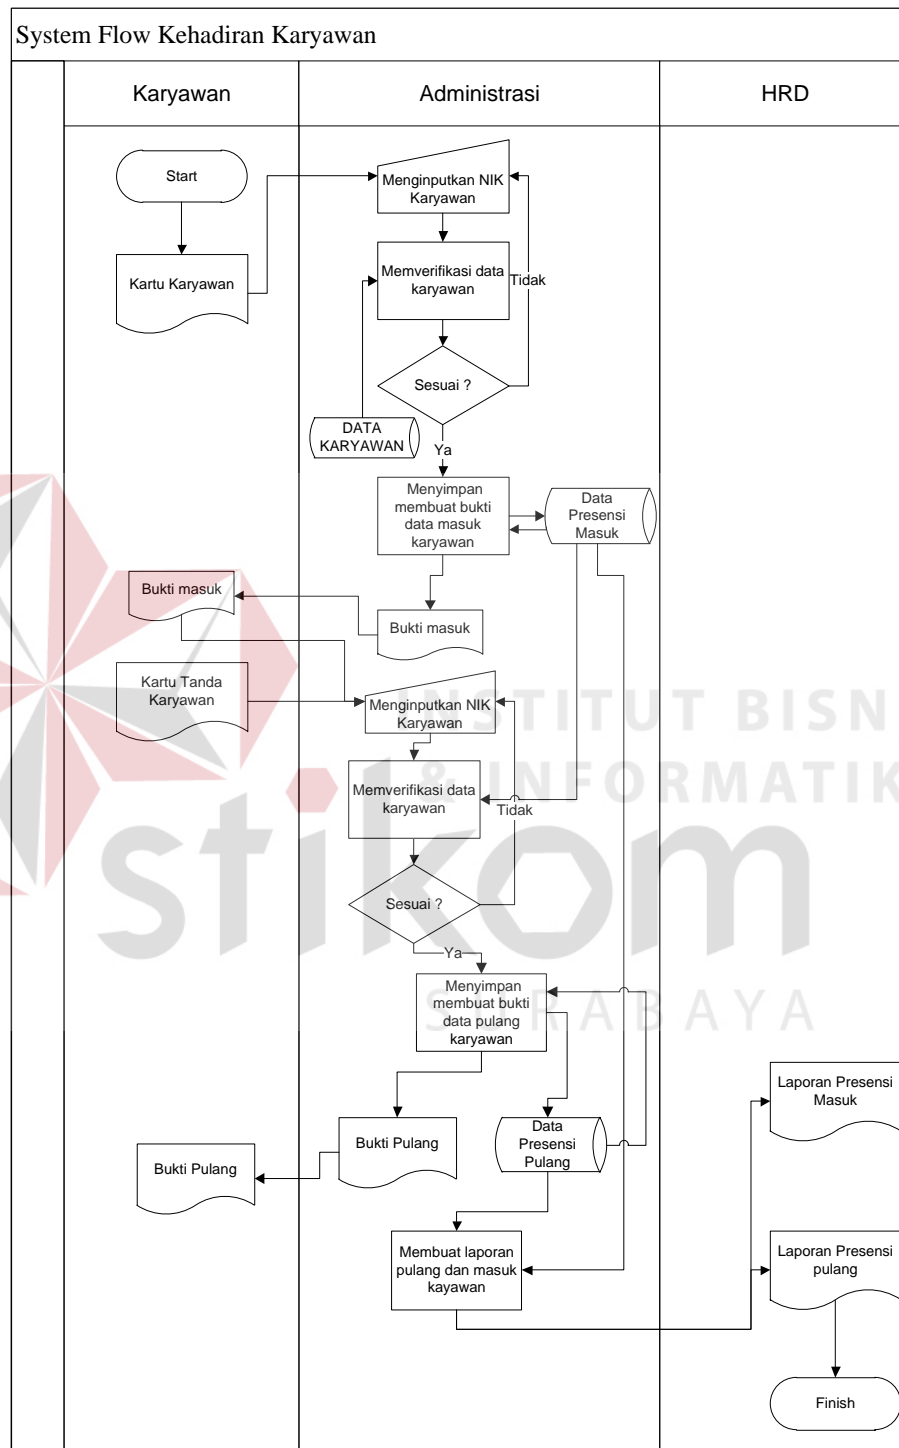 System Flow Kehadiran Karyawan
Karyawan
Administrasi
HRD
Start
Menginputkan NIK
Karyawan
Kartu Karyawan
Memverifikasi data
karyawan
Tidak
Sesuai ?
DATA
KARYAWAN
Ya
Menyimpan
membuat bukti
data masuk
karyawan
Data
Presensi
Masuk
Bukti masuk
Bukti masuk
Kartu Tanda
Karyawan
Menginputkan NIK
Karyawan
INSTITUT BISN
& INFORMATIK
Memverifikasi data
karyawan
Tidak
stikom
Sesuai ?
Ya
Menyimpan
membuat bukti
data pulang
karyawan
SURABAYA
Laporan Presensi
Masuk
Bukti Pulang
Data
Presensi
Pulang
Bukti Pulang
Membuat laporan
pulang dan masuk
kayawan
Laporan Presensi
pulang
Finish